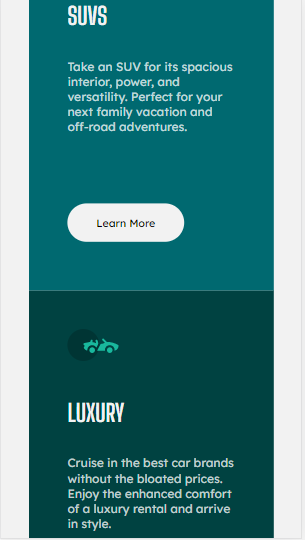 SUVS
Take an SUV for its spacious
interior, power, and
versatility. Perfect for your
next family vacation and
off-road adventures.
Learn More
LUXURY
Cruise in the best car brands
without the bloated prices.
Enjoy the enhanced comfort
of a luxury rental and arrive
in style.